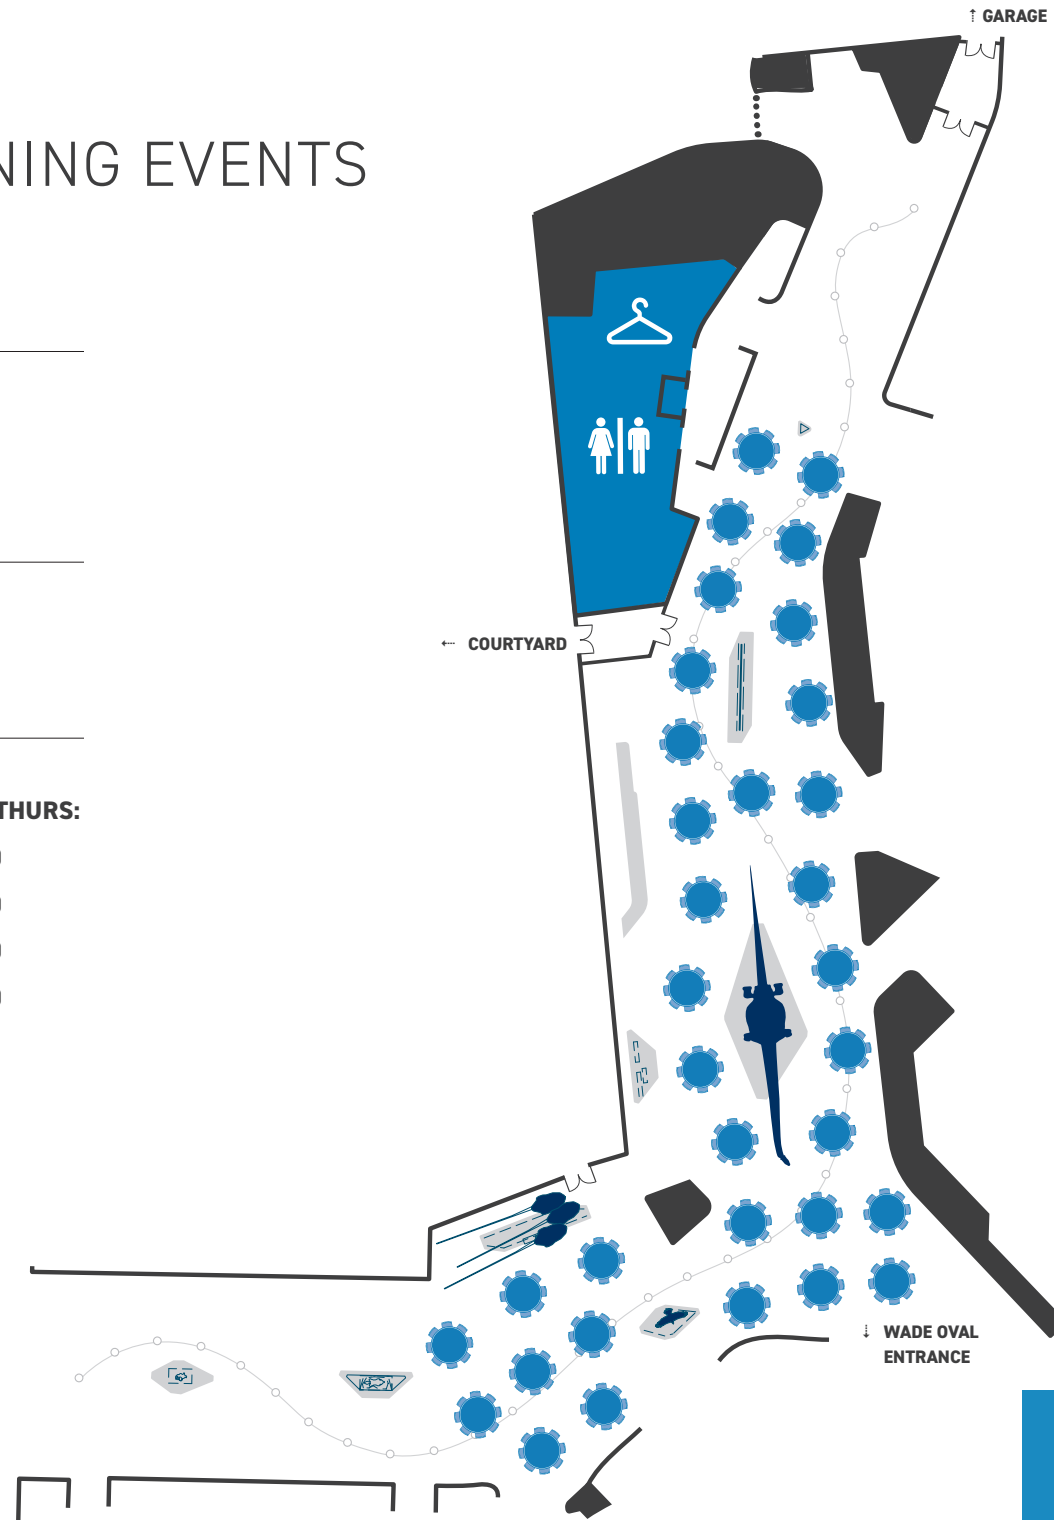 ↑ GARAGE
NING EVENTS
← COURTYARD
THURS:
↓ WADE OVAL
ENTRANCE